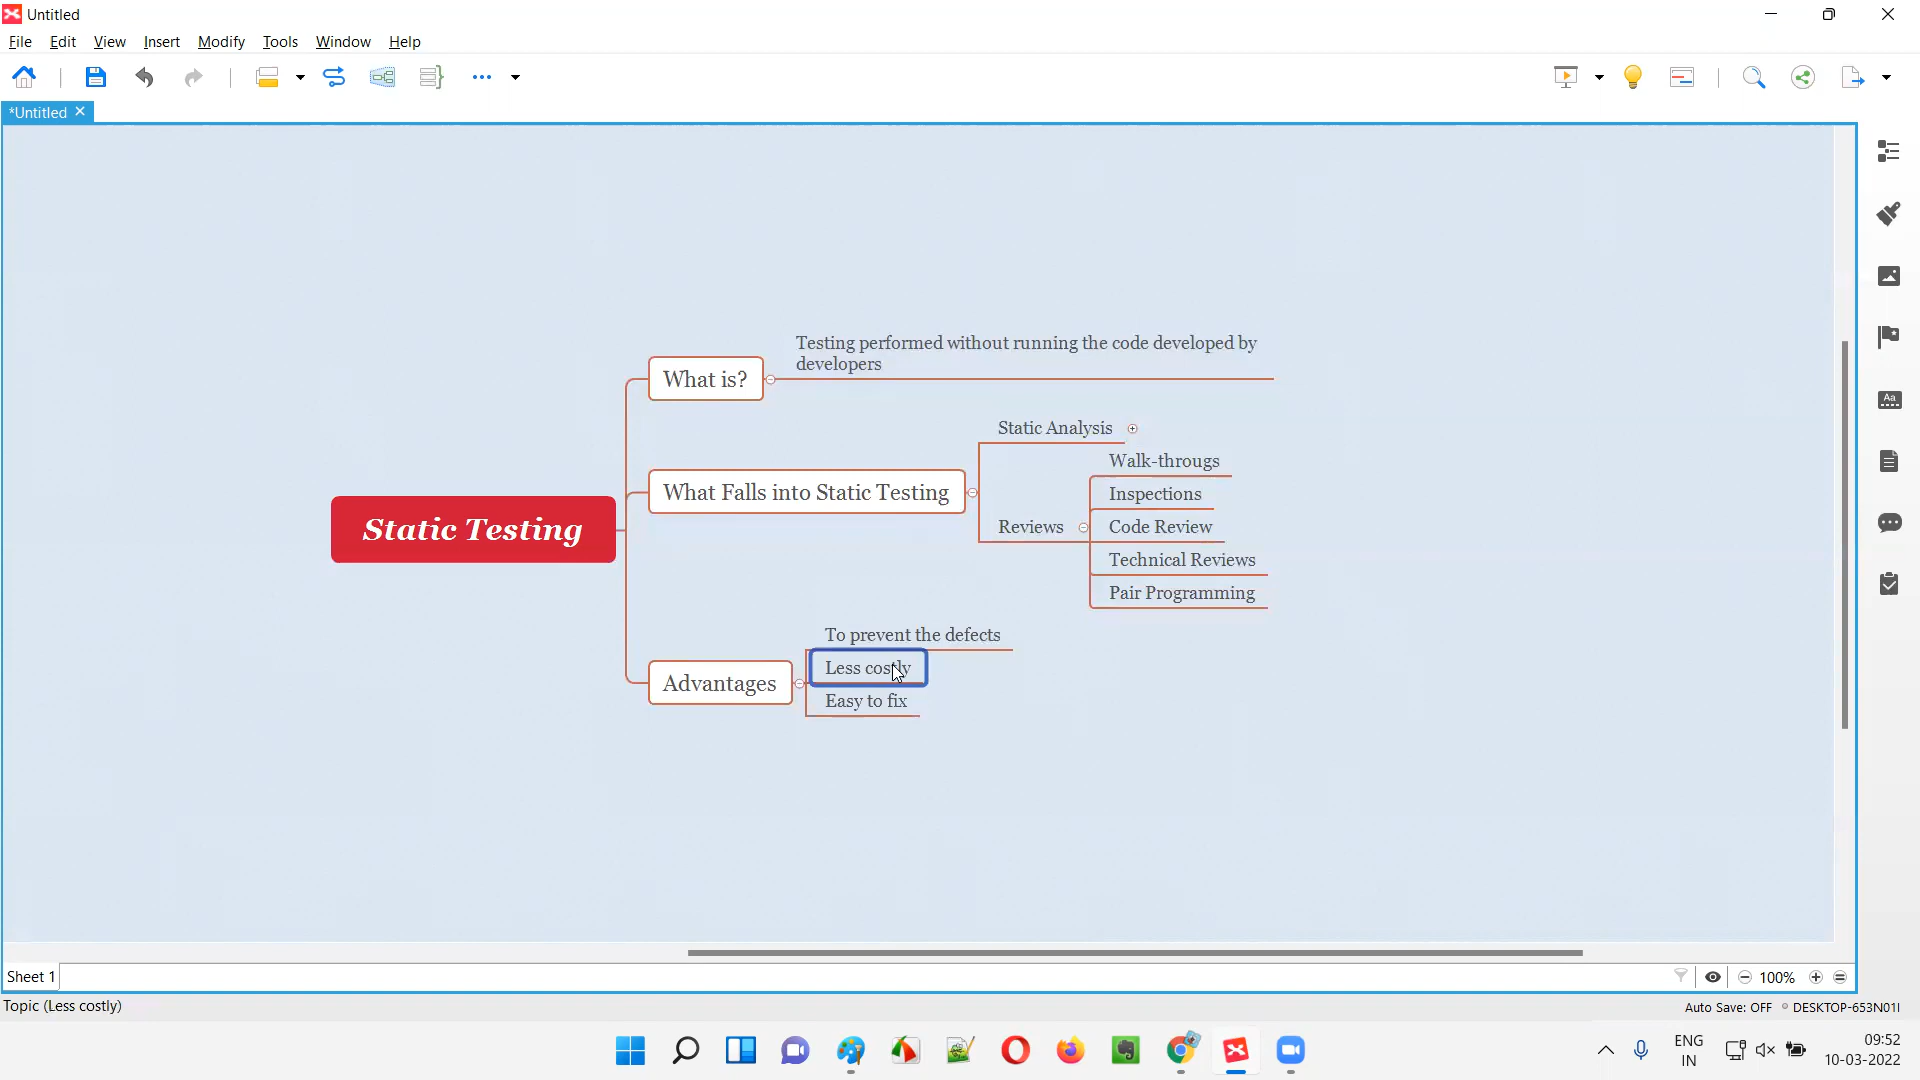 Untitled
File Edit View Insert Modify Tools Window Help
*Untitled
Testing performed without running the code developed by
developers
What is?
Static Analysis
Walk-througs
What Falls into Static Testing
Inspections
Reviews
Code Review
Static Testing
Technical Reviews
Pair Programming
To prevent the defects
Less costly
Advantages
Easy to fix
Sheet 1
100%
Topic (Less costly)
Auto Save: OFF
DESKTOP-653N01I
ENG
IN
09:52
10-03-2022
Aa